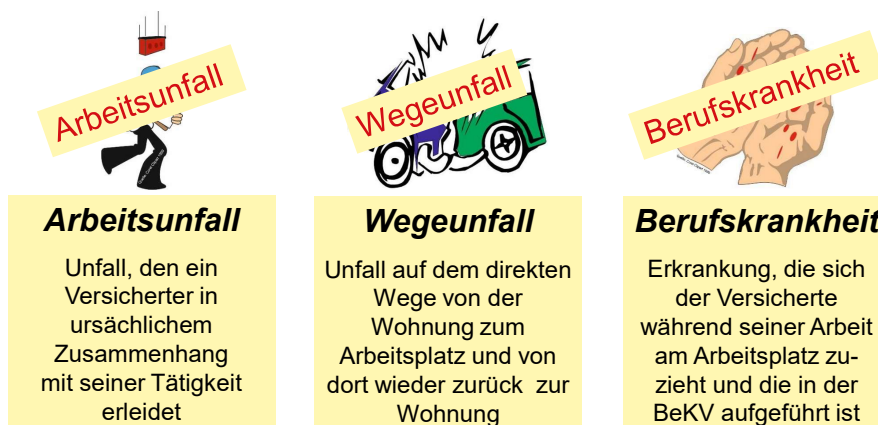 Arbeitsunfall
Wegeunfall
Berufskrankheit
Arbeitsunfall
Unfall, den ein
Versicherter in
ursächlichem
Zusammenhang
mit seiner Tätigkeit
erleidet
Wegeunfall
Unfall auf dem direkten
Wege von der
Wohnung zum
Arbeitsplatz und von
dort wieder zurück zur
Wohnung
Berufskrankheit
Erkrankung, die sich
der Versicherte
während seiner Arbeit
am Arbeitsplatz zu-
zieht und die in der
BeKV aufgeführt ist